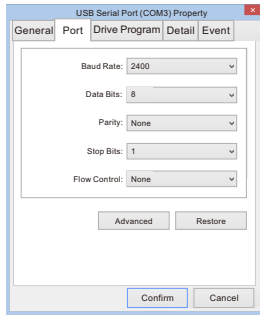 USB Serial Port (COM3) Property
General Port Drive Program Detail Event
Baud Rate: 2400
Data Bits: 8
Parity: None
Stop Bits: 1
Flow Control: None
Advanced Restore
Confirm Cancel